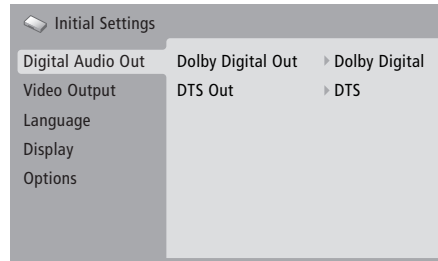 Initial Settings
Digital Audio Out Dolby Digital Out Dolby Digital
Video Output DTS Out DTS
Language
Display
Options